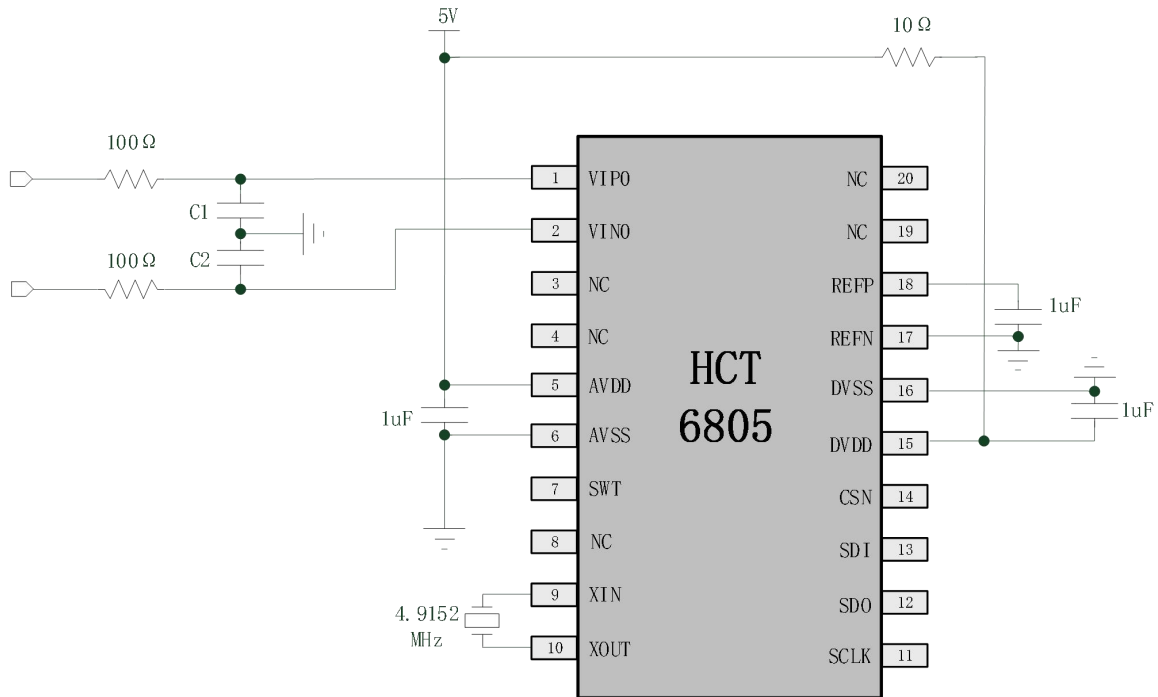 5V
10Ω
100Ω
C1
C2
100Ω
1uF
4.9152
MHz
HCT
6805
1 VIP0
2 VIN0
3 NC
4 NC
5 AVDD
6 AVSS
7 SWT
8 NC
9 XIN
10 XOUT
NC 20
NC 19
REFP 18
REFN 17
DVSS 16
DVDD 15
CSN 14
SDI 13
SDO 12
SCLK 11
1uF
1uF